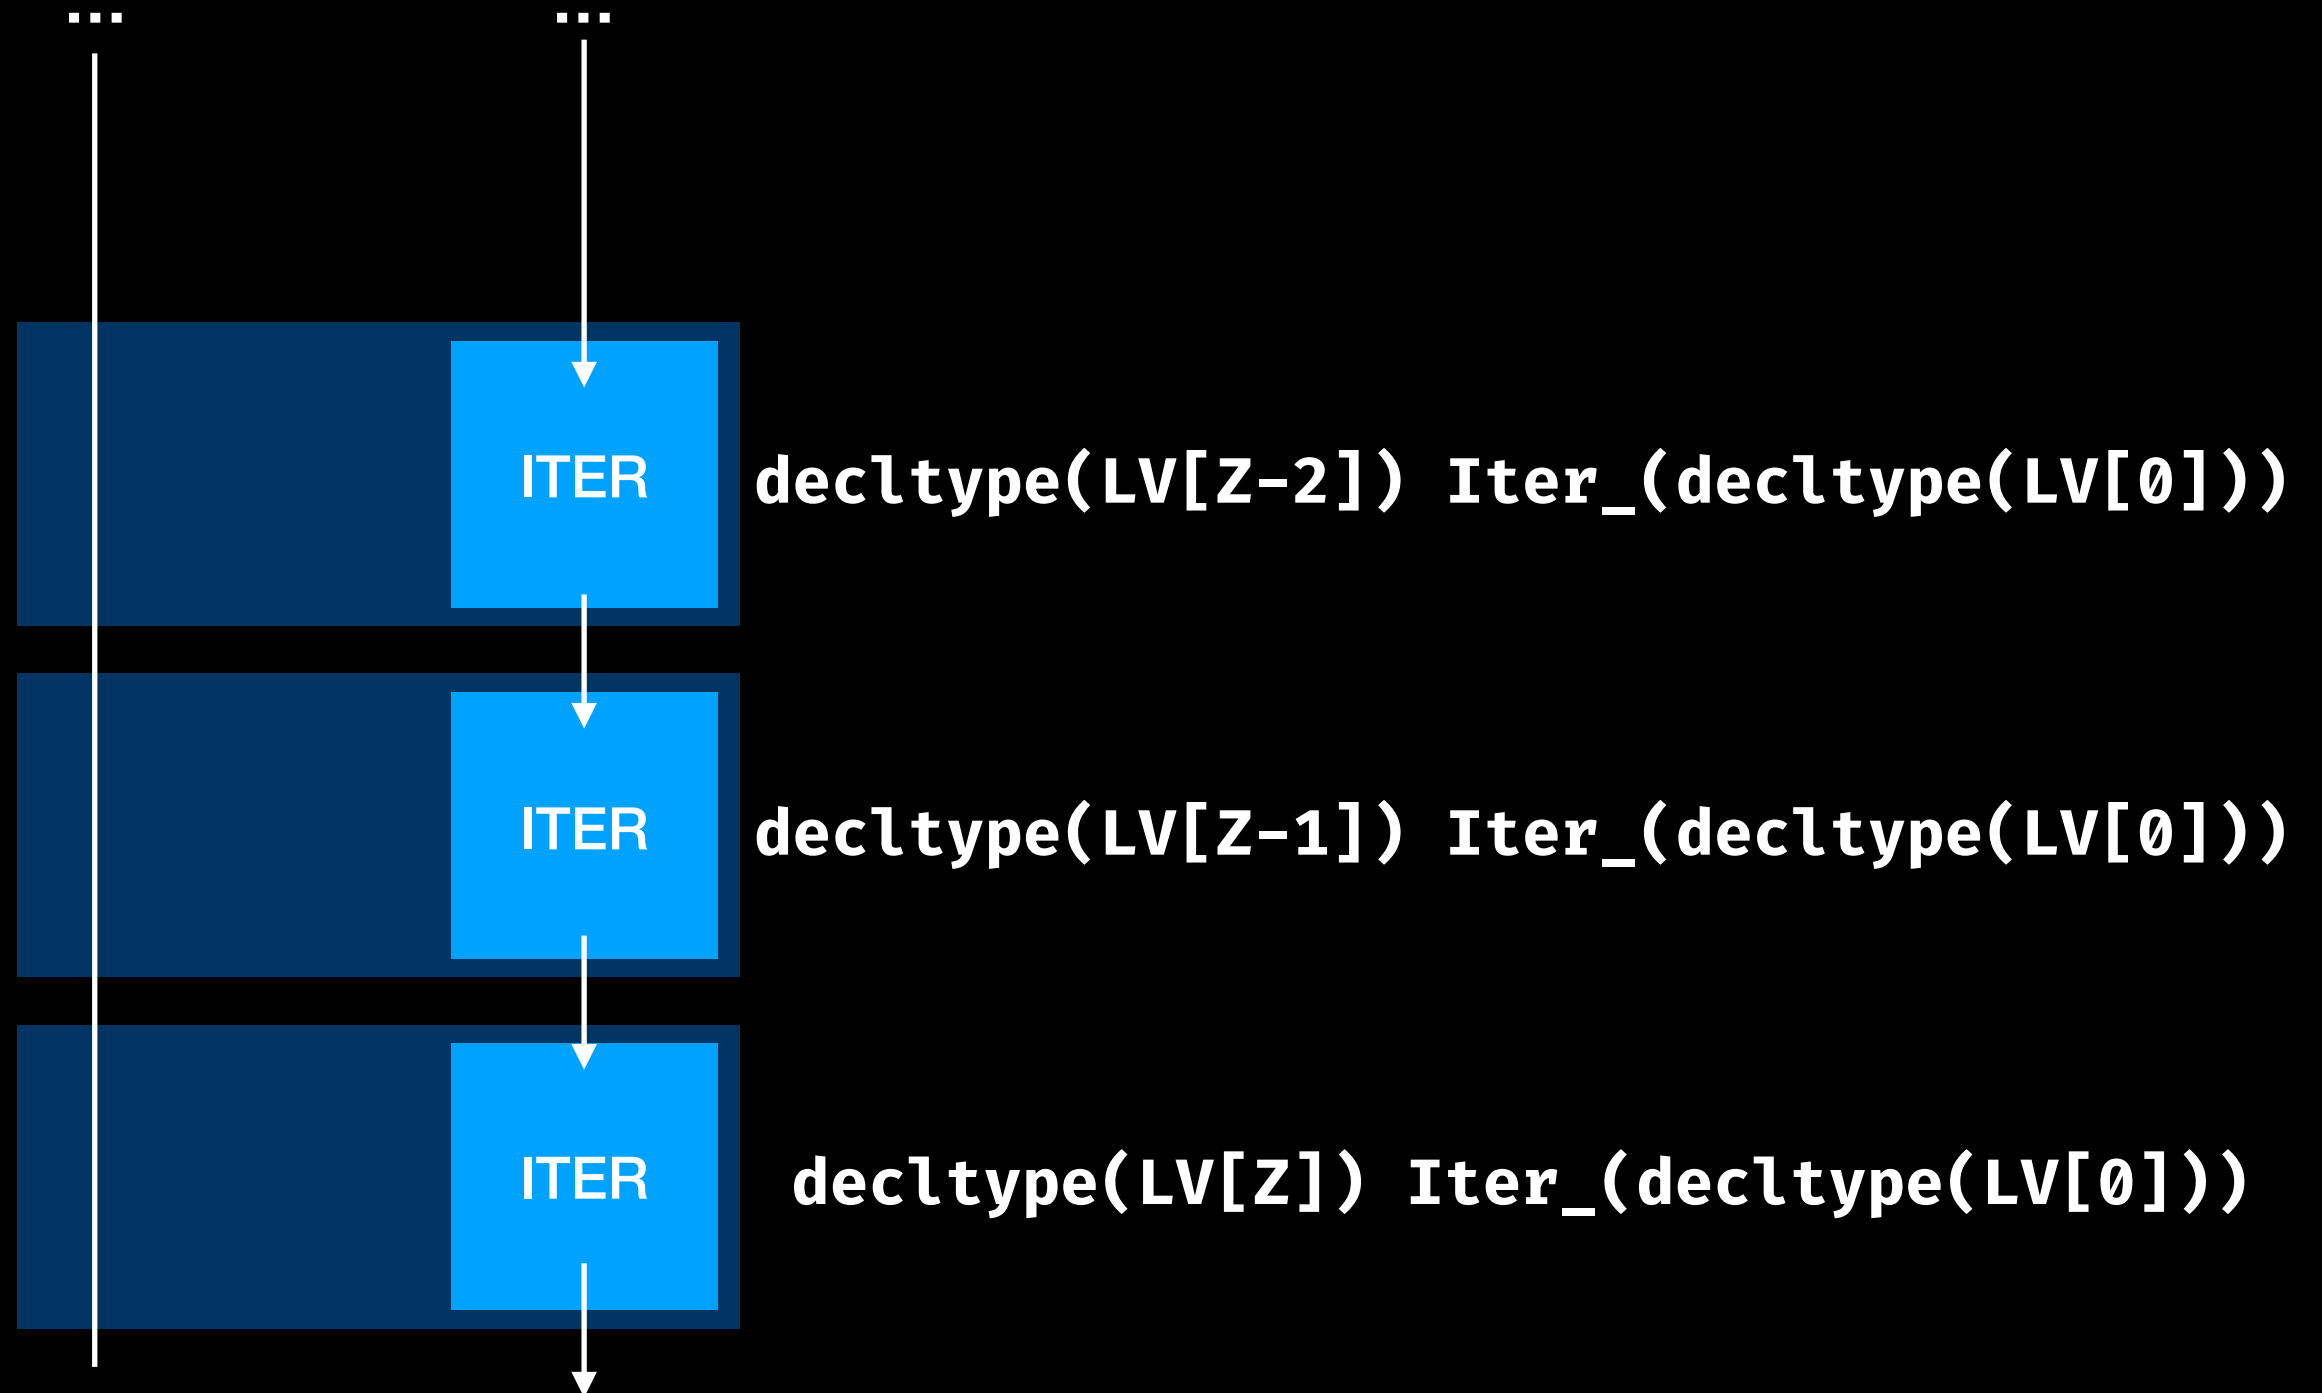 ... ...
ITER decltype(LV[Z-2]) Iter_(decltype(LV[0]))
ITER decltype(LV[Z-1]) Iter_(decltype(LV[0]))
ITER decltype(LV[Z]) Iter_(decltype(LV[0]))